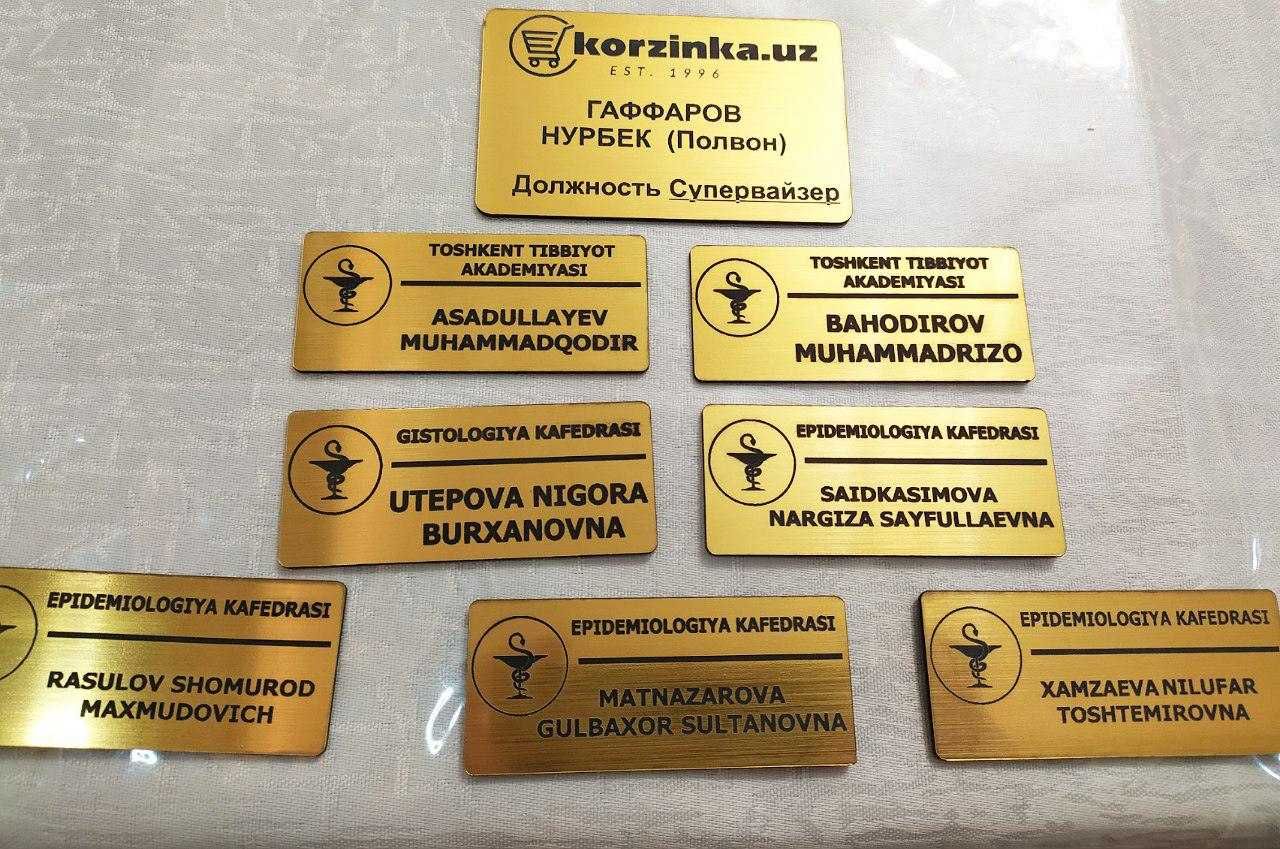 korzinka.uz
EST. 1996
ГАФФАРОВ
НУРБЕК (Полвон)
Должность Супервайзер
TOSHKENT TIBBIYOT
AKADEMIYASI
ASADULLAYEV
MUHAMMADQODIR
TOSHKENT TIBBIYOT
AKADEMIYASI
BAHODIROV
MUHAMMADRIZO
GISTOLOGIYA KAFEDRASI
UTEPOVA NIGORA
BURXANOVNA
EPIDEMIOLOGIYA KAFEDRASI
SAIDKASIMOVA
NARGIZA SAYFULLAEVNA
EPIDEMIOLOGIYA KAFEDRASI
RASULOV SHOMUROD
MAXMUDOVICH
EPIDEMIOLOGIYA KAFEDRASI
MATNAZAROVA
GULBAXOR SULTANOVNA
EPIDEMIOLOGIYA KAFEDRASI
XAMZAEVA NILUFAR
TOSHTEMIROVNA